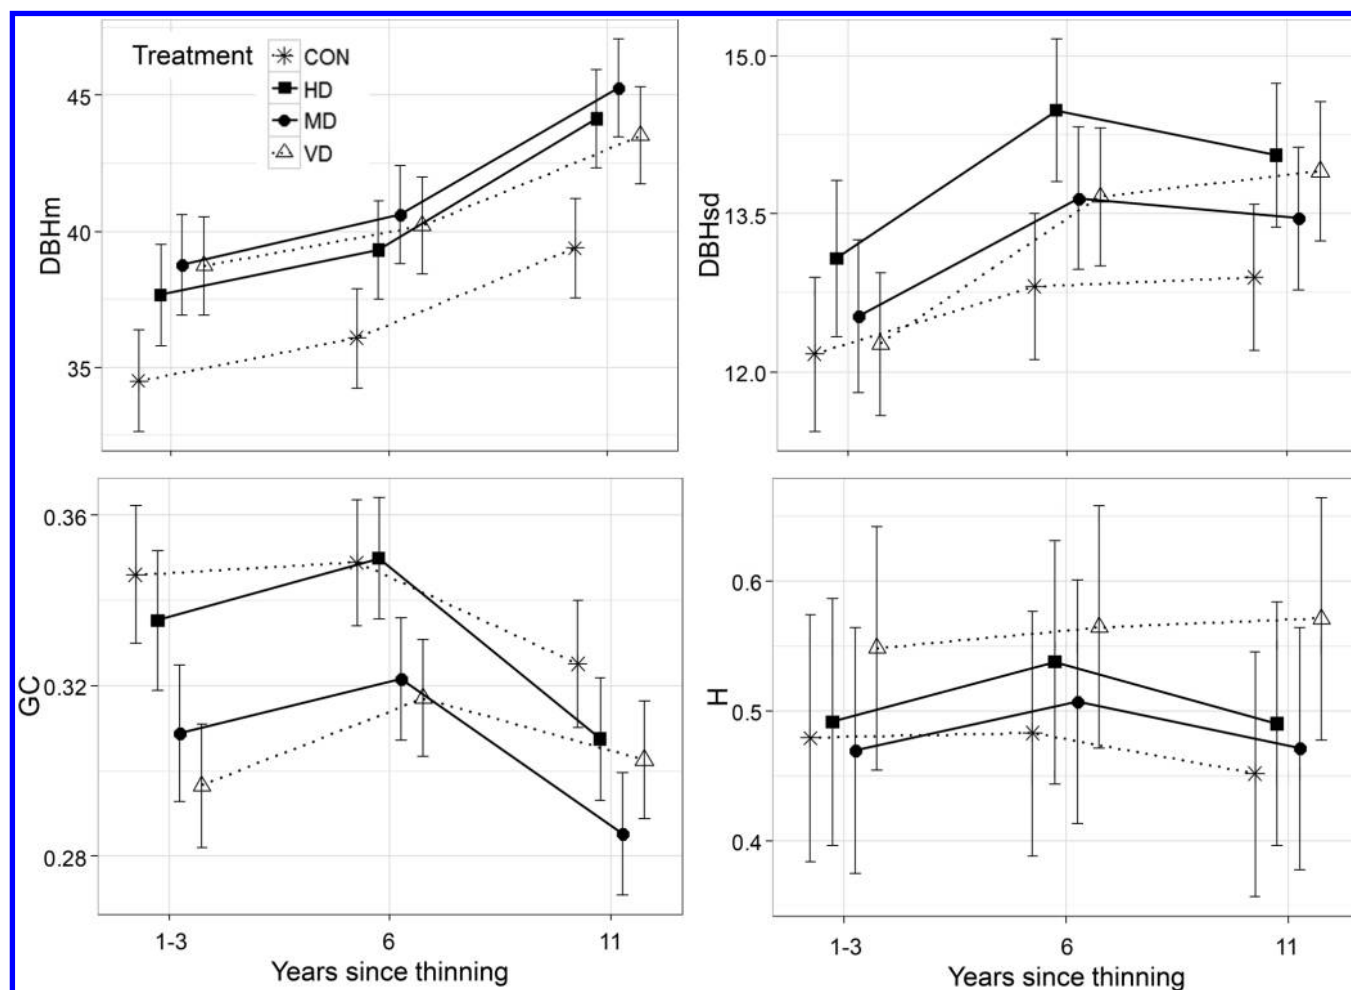 Treatment
CON
HD
MD
VD
DBHm
45
40
35
DBHsd
15.0
13.5
12.0
GC
0.36
0.32
0.28
1-3 6 11
Years since thinning
H
0.6
0.5
0.4
1-3 6 11
Years since thinning